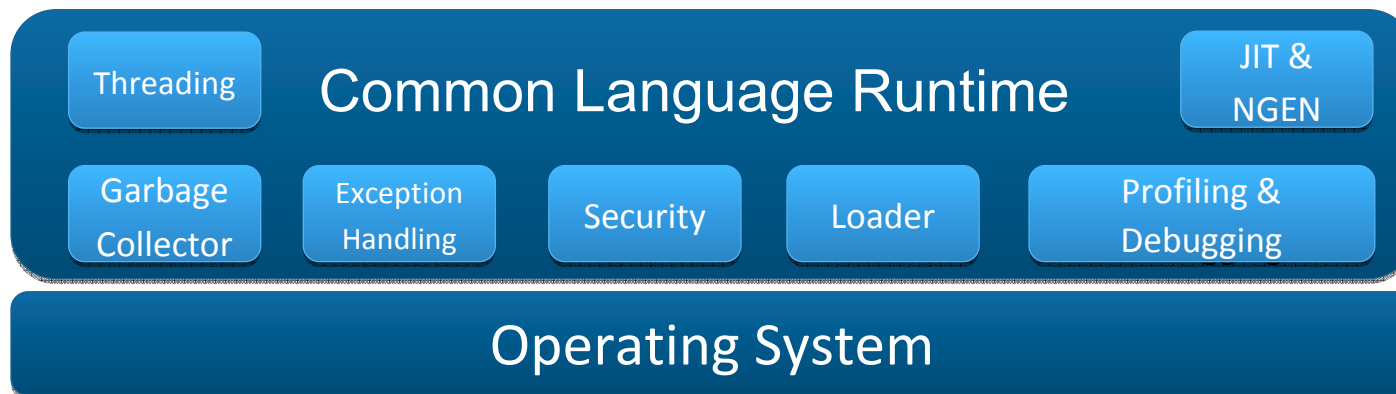 Threading
Common Language Runtime
JIT &
NGEN
Garbage
Collector
Exception
Handling
Security
Loader
Profiling &
Debugging
Operating System